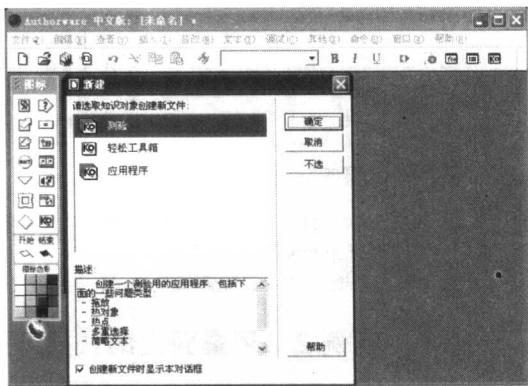 Authorware 中文版: [未命名]
文件(F) 编辑(E) 查看(V) 插入(I) 修改(M) 文本(T) 调试(C) 其他(X) 命令(O) 窗口(W) 帮助(H)
B I U
图标
新建
请选取知识对象创建新文件:
测验
轻松工具箱
应用程序
确定
取消
不选
描述:
创建一个测验用的应用程序. 包括下
面的一些问题类型:
- 拖放
- 热对象
- 热点
- 多重选择
- 简略文本
帮助
创建新文件时显示本对话框
开始 结束
图标色彩